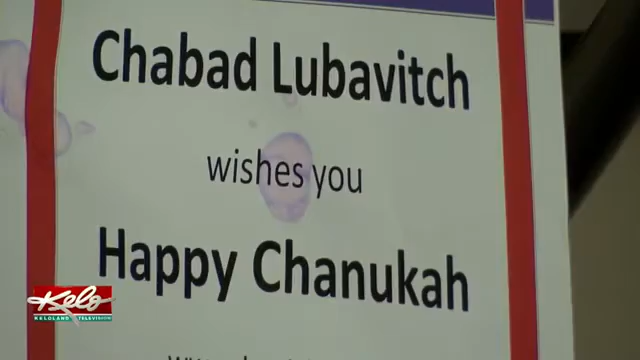 Chabad Lubavitch
wishes you
Happy Chanukah
Kelo
KELOLAND TELEVISION